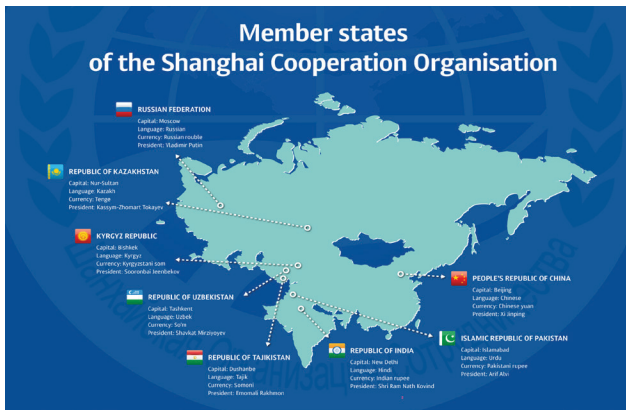 Member states
of the Shanghai Cooperation Organisation
RUSSIAN FEDERATION
Capital: Moscow
Language: Russian
Currency: Russian rouble
President: Vladimir Putin
REPUBLIC OF KAZAKHSTAN
Capital: Nur-Sultan
Language: Kazakh
Currency: Tenge
President: Kassym-Zhomart Tokayev
KYRGYZ REPUBLIC
Capital: Bishkek
Language: Kyrgyz
Currency: Kyrgyzstani som
President: Sooronbai Jeenbekov
REPUBLIC OF UZBEKISTAN
Capital: Tashkent
Language: Uzbek
Currency: So'm
President: Shavkat Mirziyoyev
REPUBLIC OF TAJIKISTAN
Capital: Dushanbe
Language: Tajik
Currency: Somoni
President: Emomali Rakhmon
REPUBLIC OF INDIA
Capital: New Delhi
Language: Hindi
Currency: Indian rupee
President: Shri Ram Nath Kovind
PEOPLE'S REPUBLIC OF CHINA
Capital: Beijing
Language: Chinese
Currency: Chinese yuan
President: Xi Jinping
ISLAMIC REPUBLIC OF PAKISTAN
Capital: Islamabad
Language: Urdu
Currency: Pakistani rupee
President: Arif Alvi